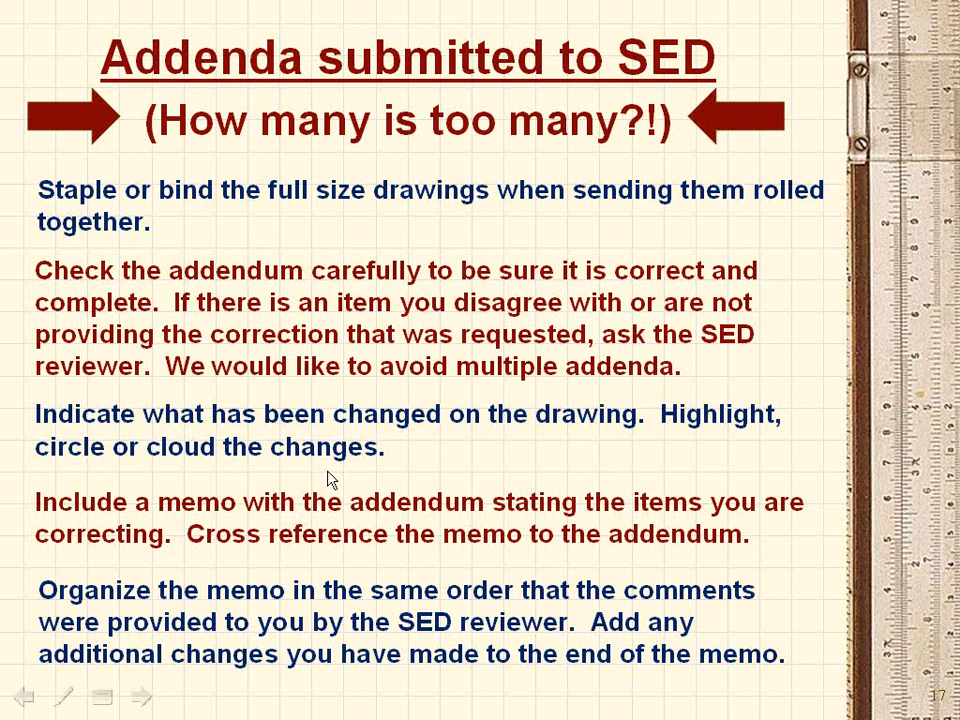 Addenda submitted to SED
(How many is too many?!)
Staple or bind the full size drawings when sending them rolled
together.
Check the addendum carefully to be sure it is correct and
complete.  If there is an item you disagree with or are not
providing the correction that was requested, ask the SED
reviewer.  We would like to avoid multiple addenda.
Indicate what has been changed on the drawing.  Highlight,
circle or cloud the changes.
Include a memo with the addendum stating the items you are
correcting.  Cross reference the memo to the addendum.
Organize the memo in the same order that the comments
were provided to you by the SED reviewer.  Add any
additional changes you have made to the end of the memo.
17